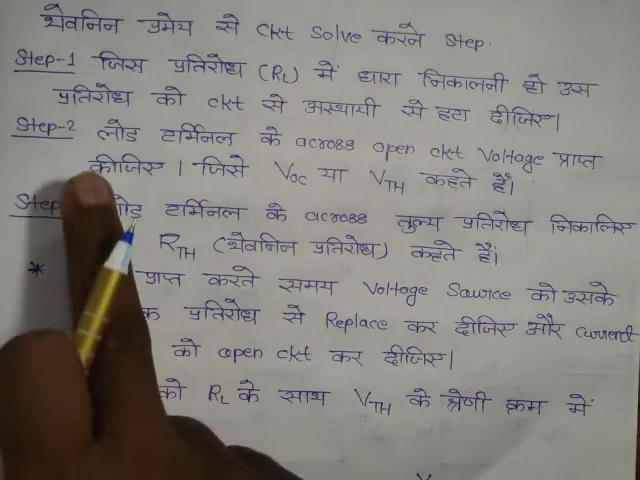 थेवनिन प्रमेय से ckt solve करने step.
Step-1 जिस प्रतिरोध (RL) में धारा निकालनी हो उस
प्रतिरोध को ckt से अस्थायी से हटा दीजिए।
Step-2 लोड टर्मिनल के across open ckt Voltage प्राप्त
कीजिए। जिसे VOC या VTH कहते हैं।
Step लोड टर्मिनल के across तुल्य प्रतिरोध निकालिए
RTH (थेवनिन प्रतिरोध) कहते हैं।
* प्राप्त करते समय Voltage Source को उसके
प्रतिरोध से Replace कर दीजिए और Current
को open ckt कर दीजिए।
को RL के साथ VTH के श्रेणी क्रम में